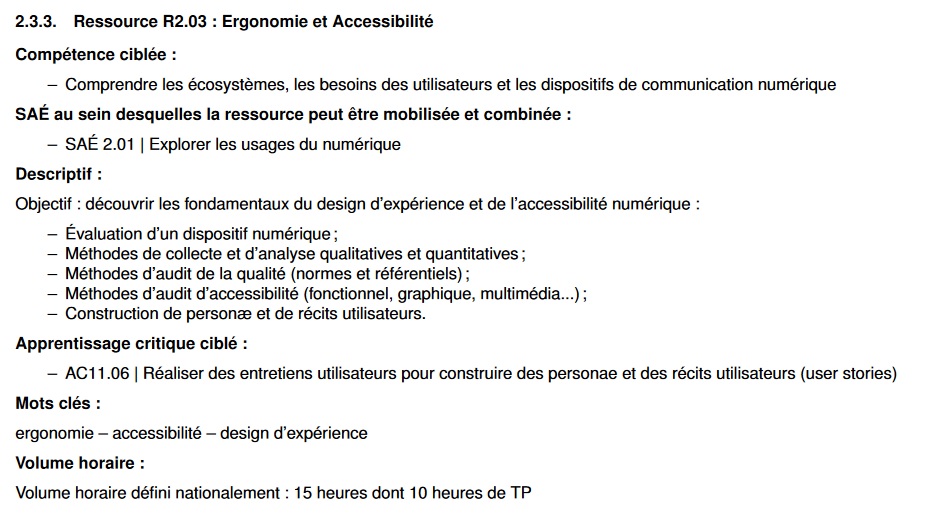 2.3.3. Ressource R2.03 : Ergonomie et Accessibilité
Compétence ciblée :
– Comprendre les écosystèmes, les besoins des utilisateurs et les dispositifs de communication numérique
SAÉ au sein desquelles la ressource peut être mobilisée et combinée :
– SAÉ 2.01 | Explorer les usages du numérique
Descriptif :
Objectif : découvrir les fondamentaux du design d’expérience et de l’accessibilité numérique :
– Évaluation d’un dispositif numérique ;
– Méthodes de collecte et d’analyse qualitatives et quantitatives ;
– Méthodes d’audit de la qualité (normes et référentiels) ;
– Méthodes d’audit d’accessibilité (fonctionnel, graphique, multimédia...) ;
– Construction de personæ et de récits utilisateurs.
Apprentissage critique ciblé :
– AC11.06 | Réaliser des entretiens utilisateurs pour construire des personae et des récits utilisateurs (user stories)
Mots clés :
ergonomie – accessibilité – design d’expérience
Volume horaire :
Volume horaire défini nationalement : 15 heures dont 10 heures de TP